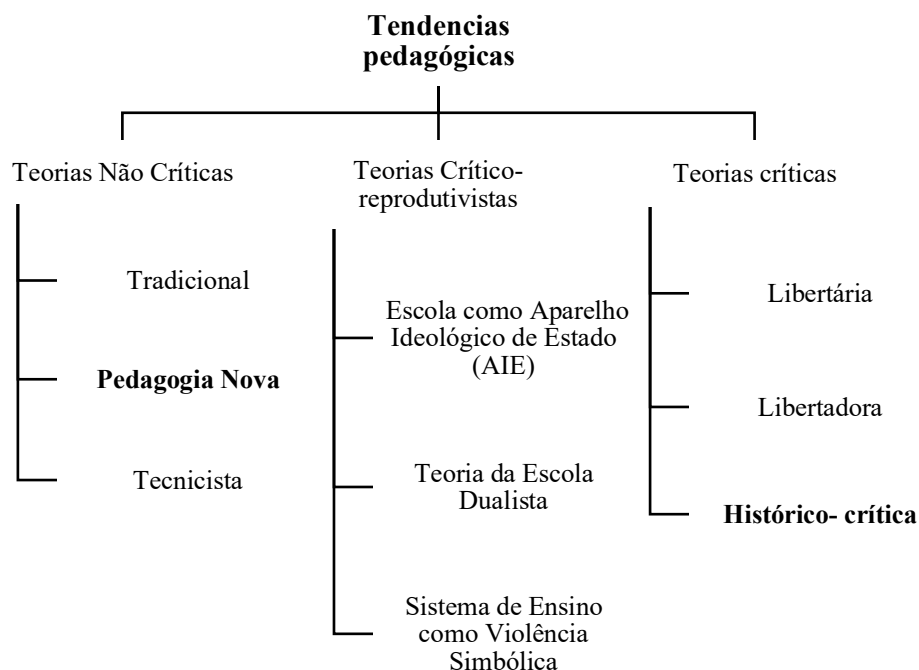 Tendencias
pedagógicas
Teorias Não Críticas
Tradicional
Pedagogia Nova
Tecnicista
Teorias Crítico-
reprodutivistas
Escola como Aparelho
Ideológico de Estado
(AIE)
Teoria da Escola
Dualista
Sistema de Ensino
como Violência
Simbólica
Teorias críticas
Libertária
Libertadora
Histórico- crítica